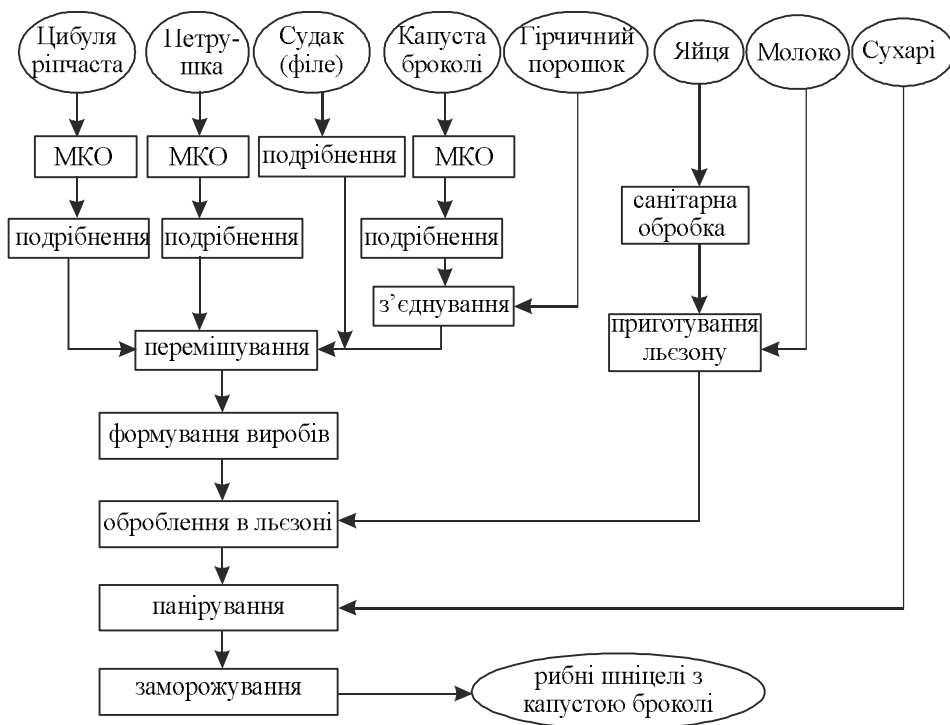 Цибуля
ріпчаста
Петру-
шка
Судак
(філе)
Капуста
броколі
Гірчичний
порошок
Яйця
Молоко
Сухарі
МКО
МКО
подрібнення
МКО
подрібнення
подрібнення
подрібнення
санітарна
обробка
з’єднування
приготування
льєзону
перемішування
формування виробів
оброблення в льєзоні
панірування
заморожування
рибні шніцелі з
капустою броколі